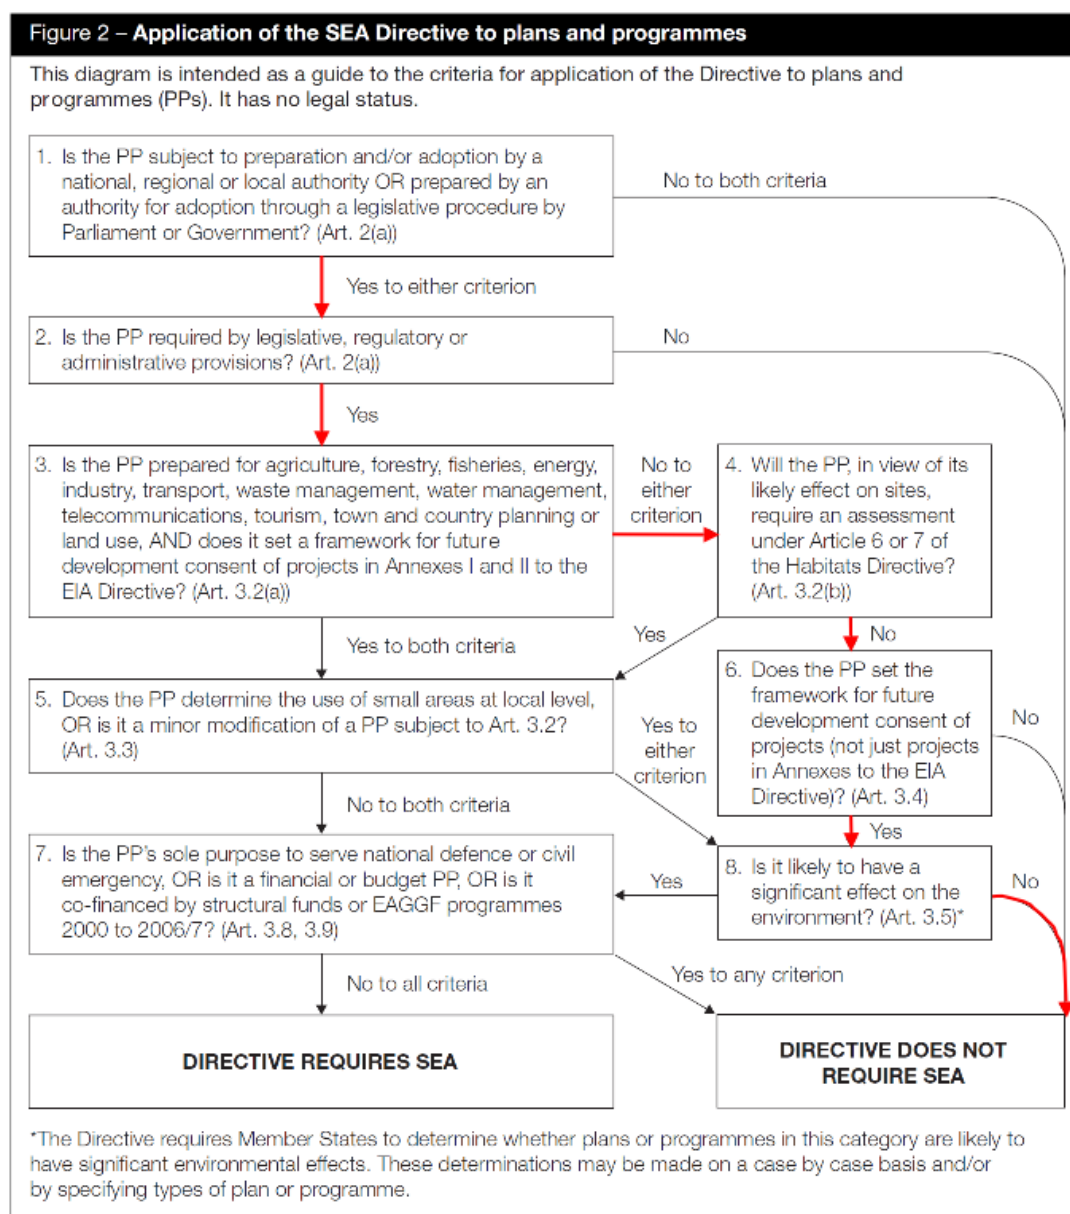 Figure 2 – Application of the SEA Directive to plans and programmes
This diagram is intended as a guide to the criteria for application of the Directive to plans and
programmes (PPs). It has no legal status.
1. Is the PP subject to preparation and/or adoption by a
national, regional or local authority OR prepared by an
authority for adoption through a legislative procedure by
Parliament or Government? (Art. 2(a))
No to both criteria
Yes to either criterion
2. Is the PP required by legislative, regulatory or
administrative provisions? (Art. 2(a))
No
Yes
3. Is the PP prepared for agriculture, forestry, fisheries, energy,
industry, transport, waste management, water management,
telecommunications, tourism, town and country planning or
land use, AND does it set a framework for future
development consent of projects in Annexes I and II to the
EIA Directive? (Art. 3.2(a))
No to
either
criterion
4. Will the PP, in view of its
likely effect on sites,
require an assessment
under Article 6 or 7 of
the Habitats Directive?
(Art. 3.2(b))
Yes to both criteria
Yes
No
5. Does the PP determine the use of small areas at local level,
OR is it a minor modification of a PP subject to Art. 3.2?
(Art. 3.3)
Yes to
either
criterion
6. Does the PP set the
framework for future
development consent of
projects (not just projects
in Annexes to the EIA
Directive)? (Art. 3.4)
No
No to both criteria
Yes
7. Is the PP's sole purpose to serve national defence or civil
emergency, OR is it a financial or budget PP, OR is it
co-financed by structural funds or EAGGF programmes
2000 to 2006/7? (Art. 3.8, 3.9)
Yes
8. Is it likely to have a
significant effect on the
environment? (Art. 3.5)*
No
No to all criteria
Yes to any criterion
DIRECTIVE REQUIRES SEA
DIRECTIVE DOES NOT
REQUIRE SEA
*The Directive requires Member States to determine whether plans or programmes in this category are likely to
have significant environmental effects. These determinations may be made on a case by case basis and/or
by specifying types of plan or programme.